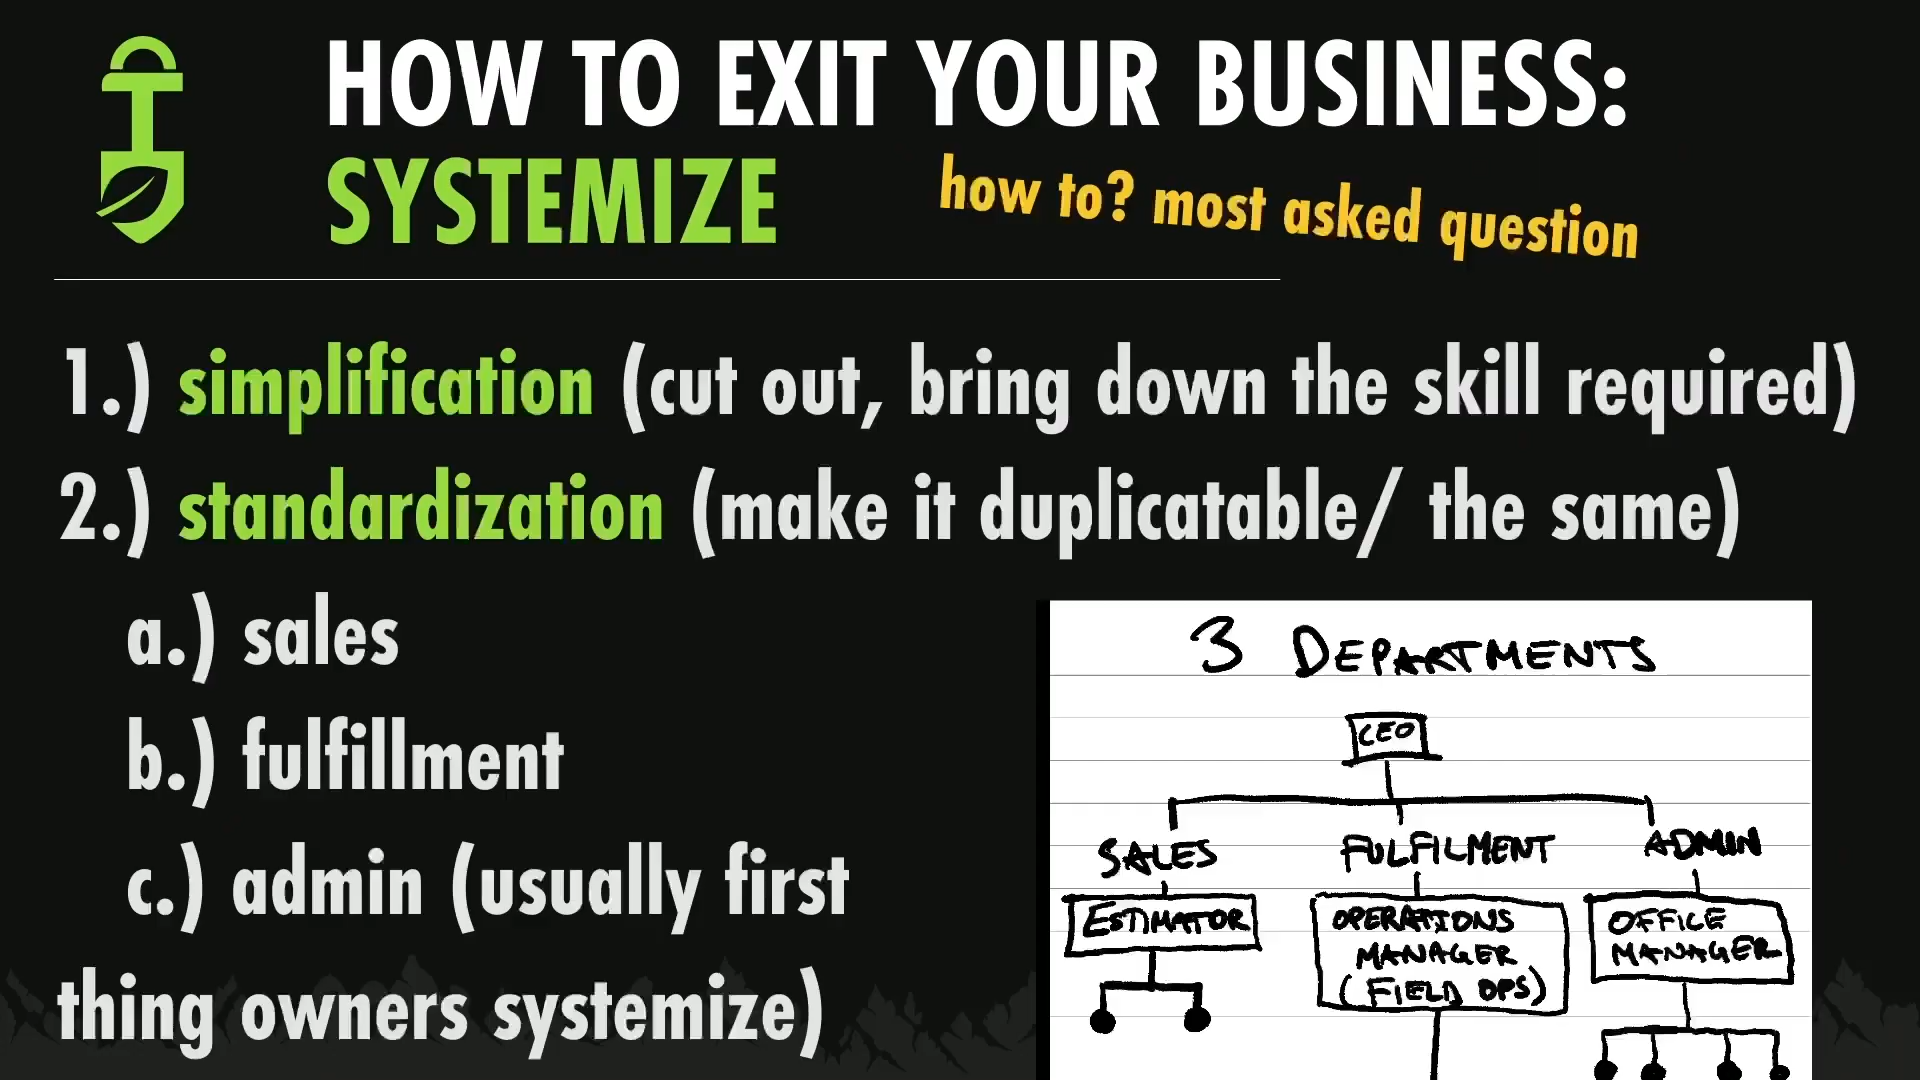 HOW TO EXIT YOUR BUSINESS:
SYSTEMIZE
how to? most asked question
1.) simplification (cut out, bring down the skill required)
2.) standardization (make it duplicatable/ the same)
a.) sales
b.) fulfillment
c.) admin (usually first
thing owners systemize)
3 DEPARTMENTS
CEO
SALES
FULFILMENT
ADMIN
ESTIMATOR
OPERATIONS
MANAGER
(FIELD OPS)
OFFICE
MANAGER